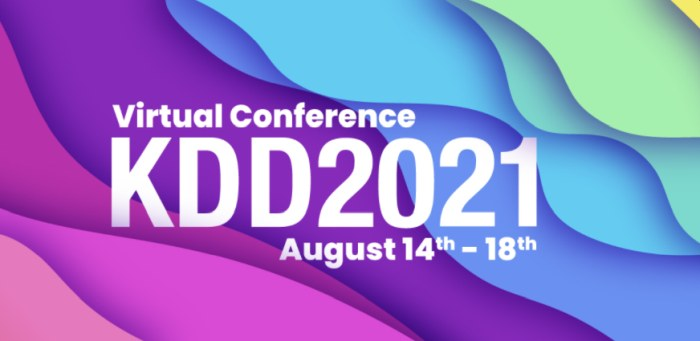 Virtual Conference
KDD2021
August 14th - 18th